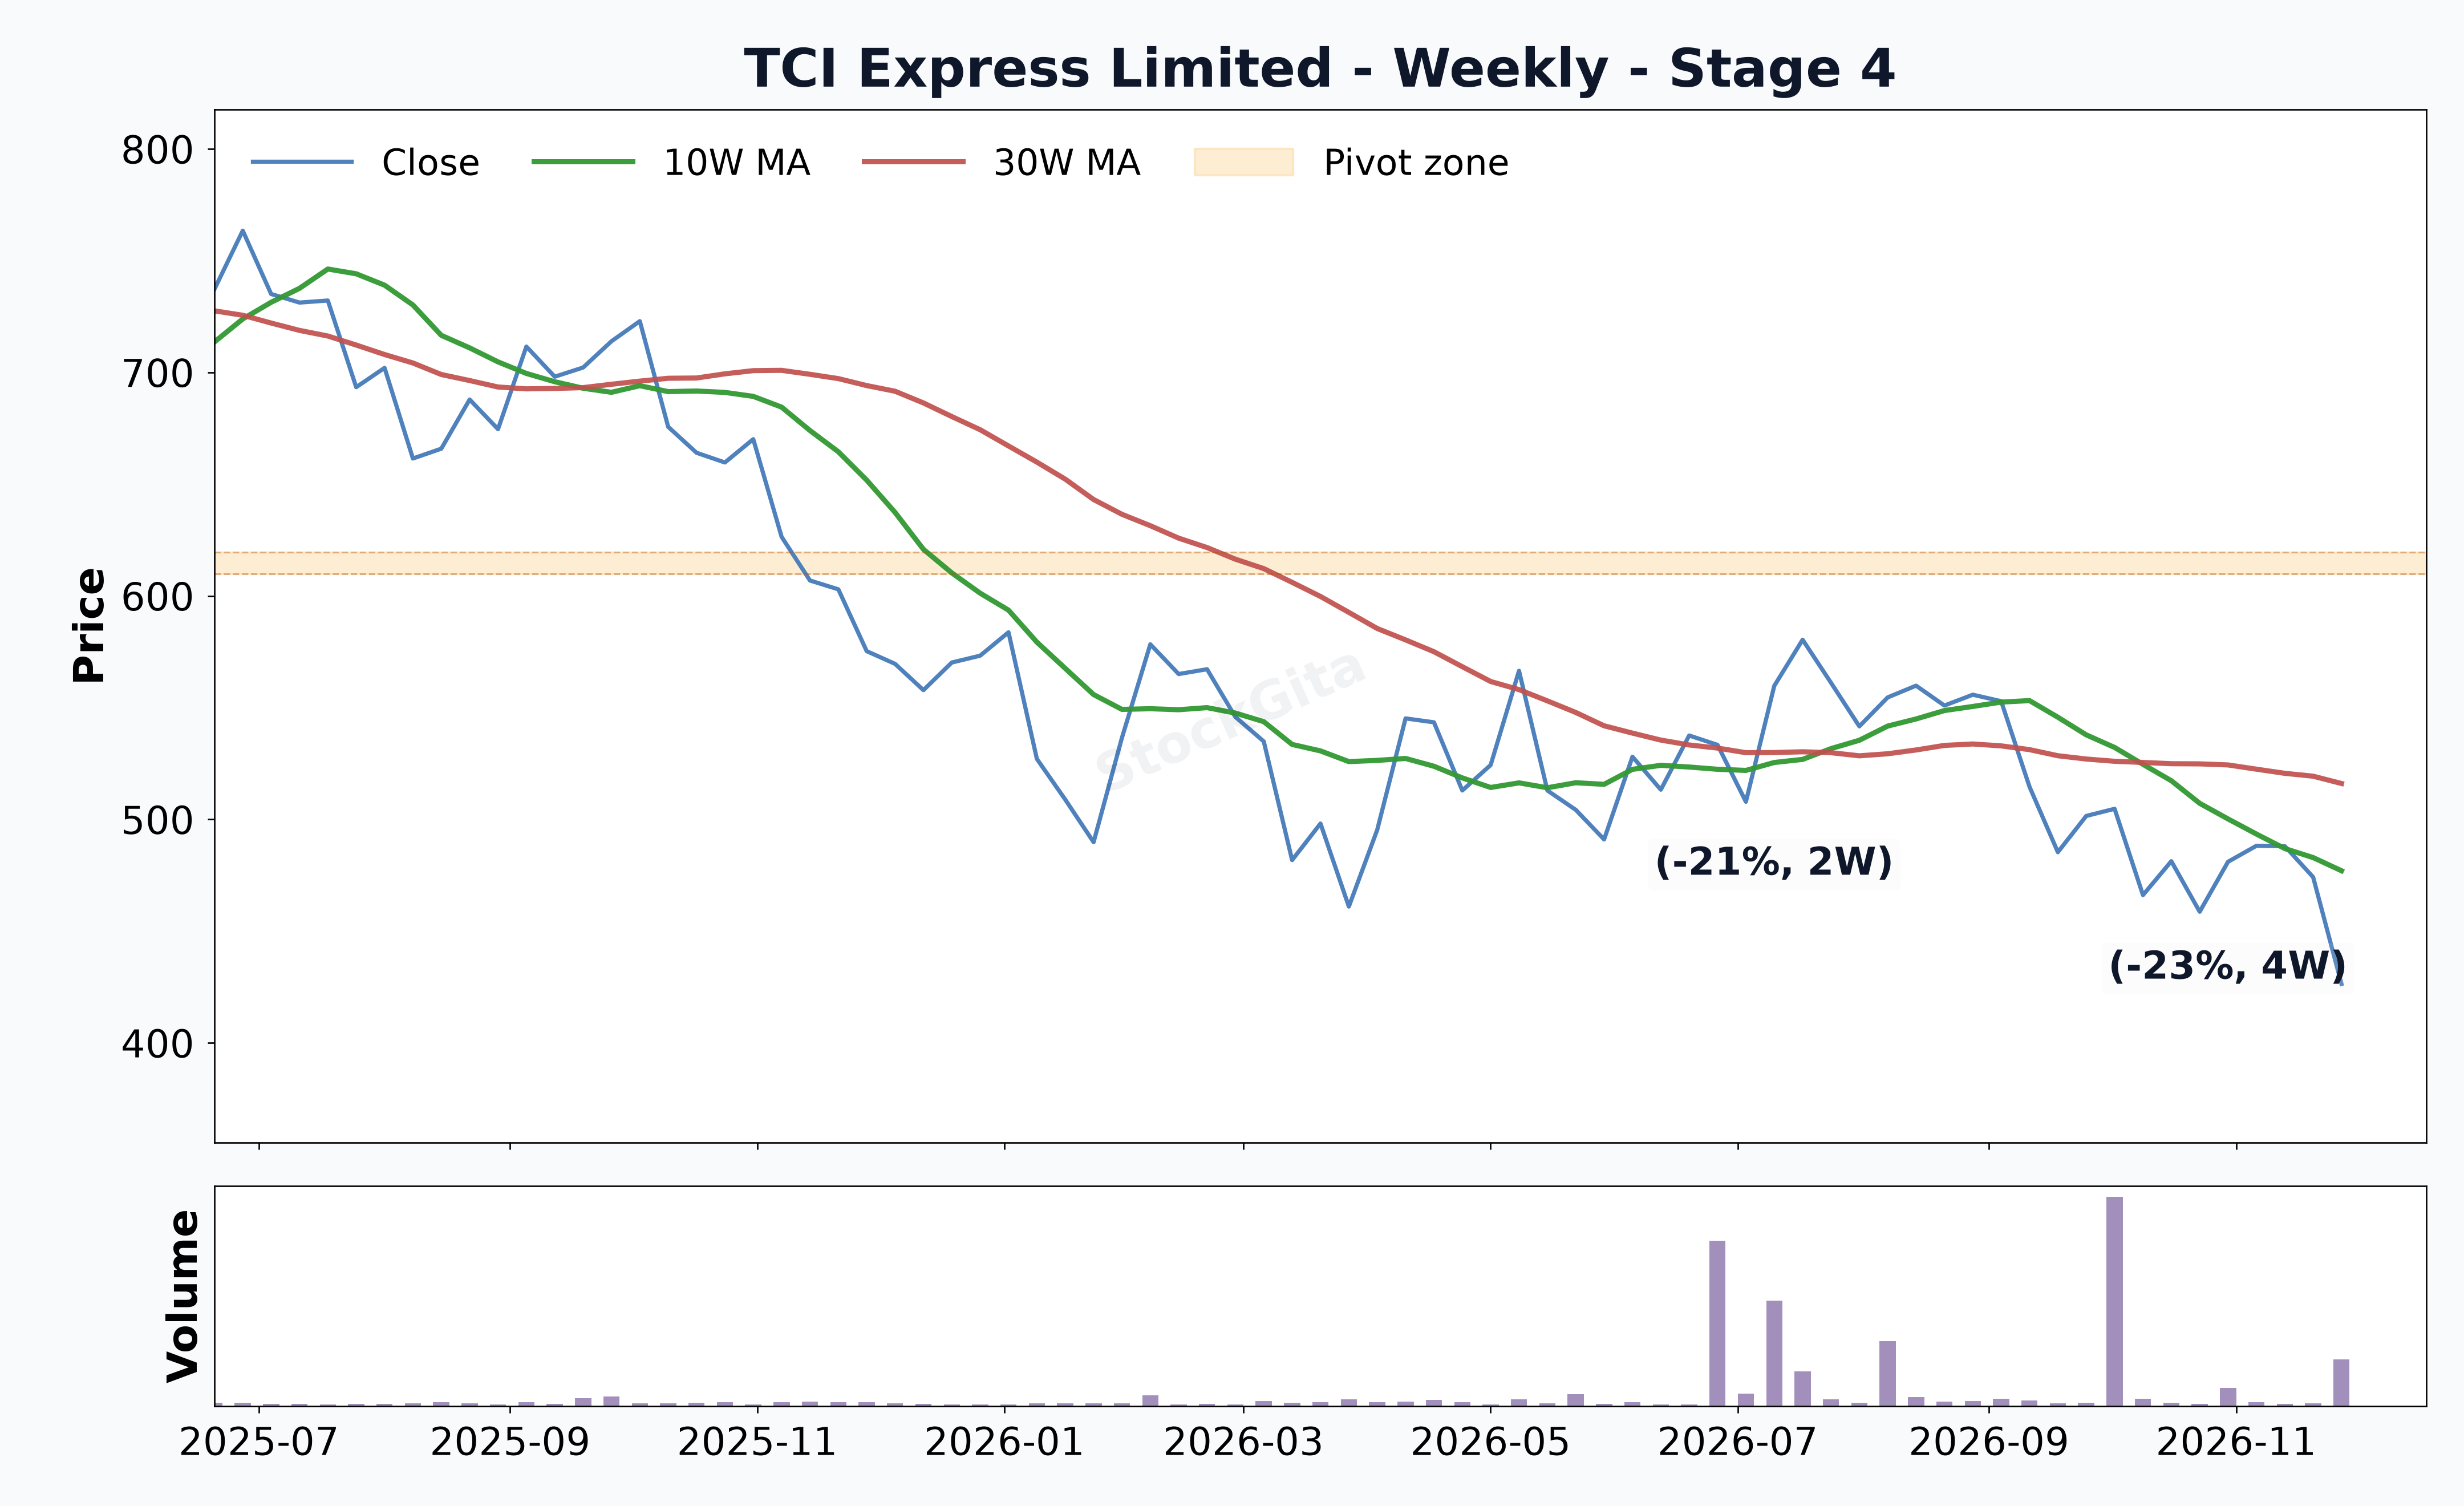 TCI Express Limited - Weekly - Stage 4
Close 10W MA 30W MA Pivot zone
800
700
600
500
400
Price
StockGita
(-21%, 2W)
(-23%, 4W)
Volume
2025-07 2025-09 2025-11 2026-01 2026-03 2026-05 2026-07 2026-09 2026-11